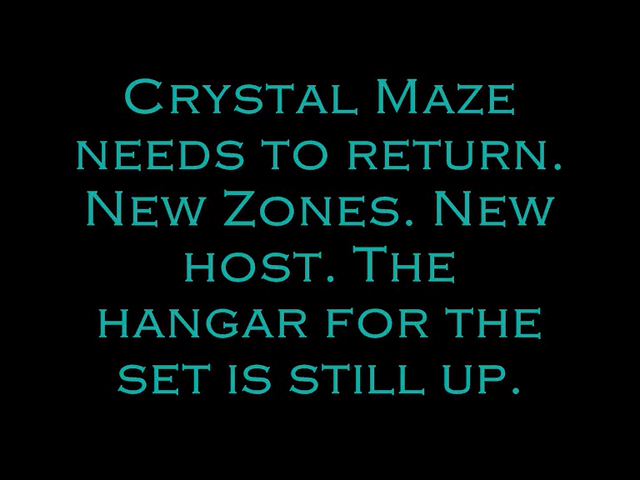 Crystal Maze
needs to return.
New Zones. New
host. The
hangar for the
set is still up.